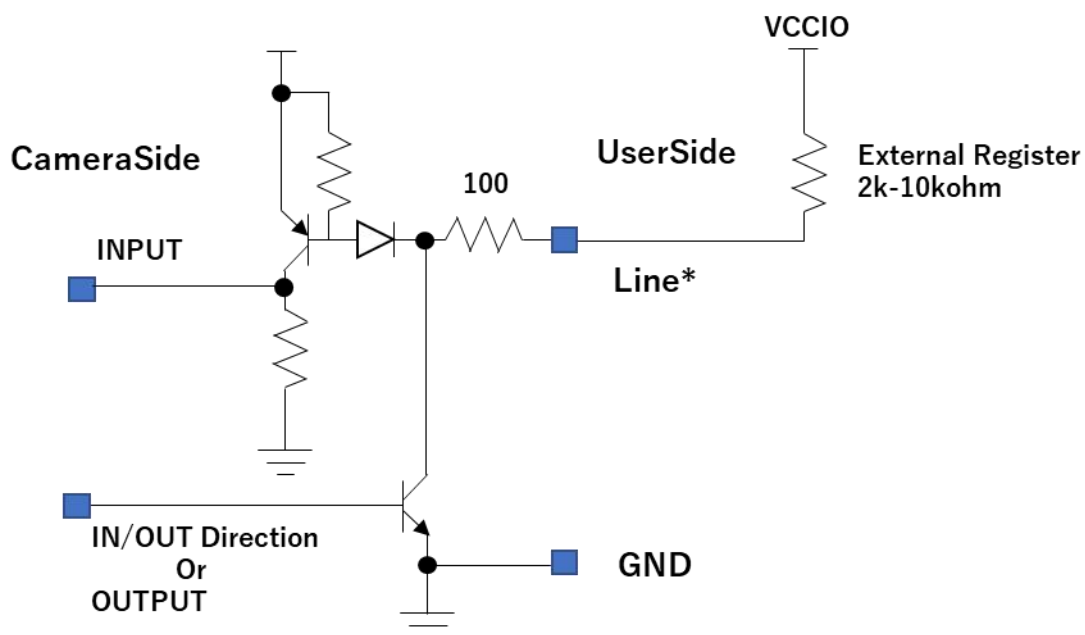 VCCIO
CameraSide
UserSide
External Register
2k-10kohm
100
INPUT
Line*
IN/OUT Direction
Or
OUTPUT
GND